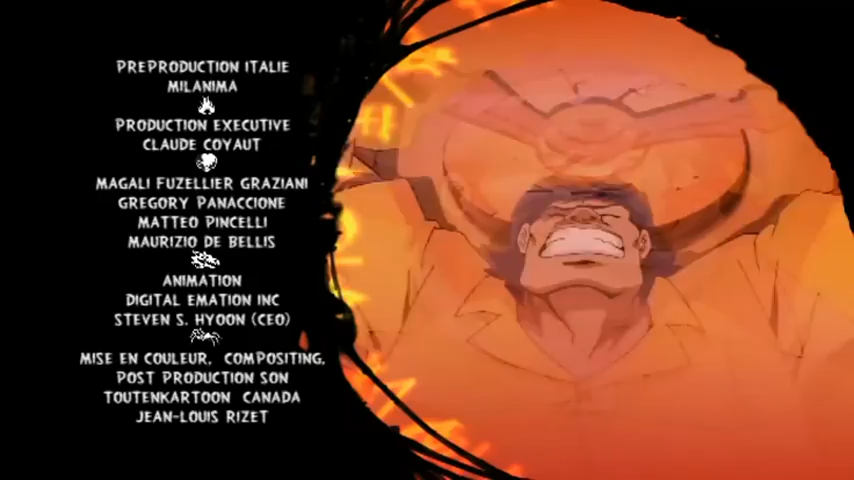 PREPRODUCTION ITALIE
MILANIMA
PRODUCTION EXECUTIVE
CLAUDE COYAUT
MAGALI FUZELLIER GRAZIANI
GREGORY PANACCIONE
MATTEO PINCELLI
MAURIZIO DE BELLIS
ANIMATION
DIGITAL EMATION INC
STEVEN S. HYOON (CEO)
MISE EN COULEUR, COMPOSITING,
POST PRODUCTION SON
TOUTENKARTOON CANADA
JEAN-LOUIS RIZET